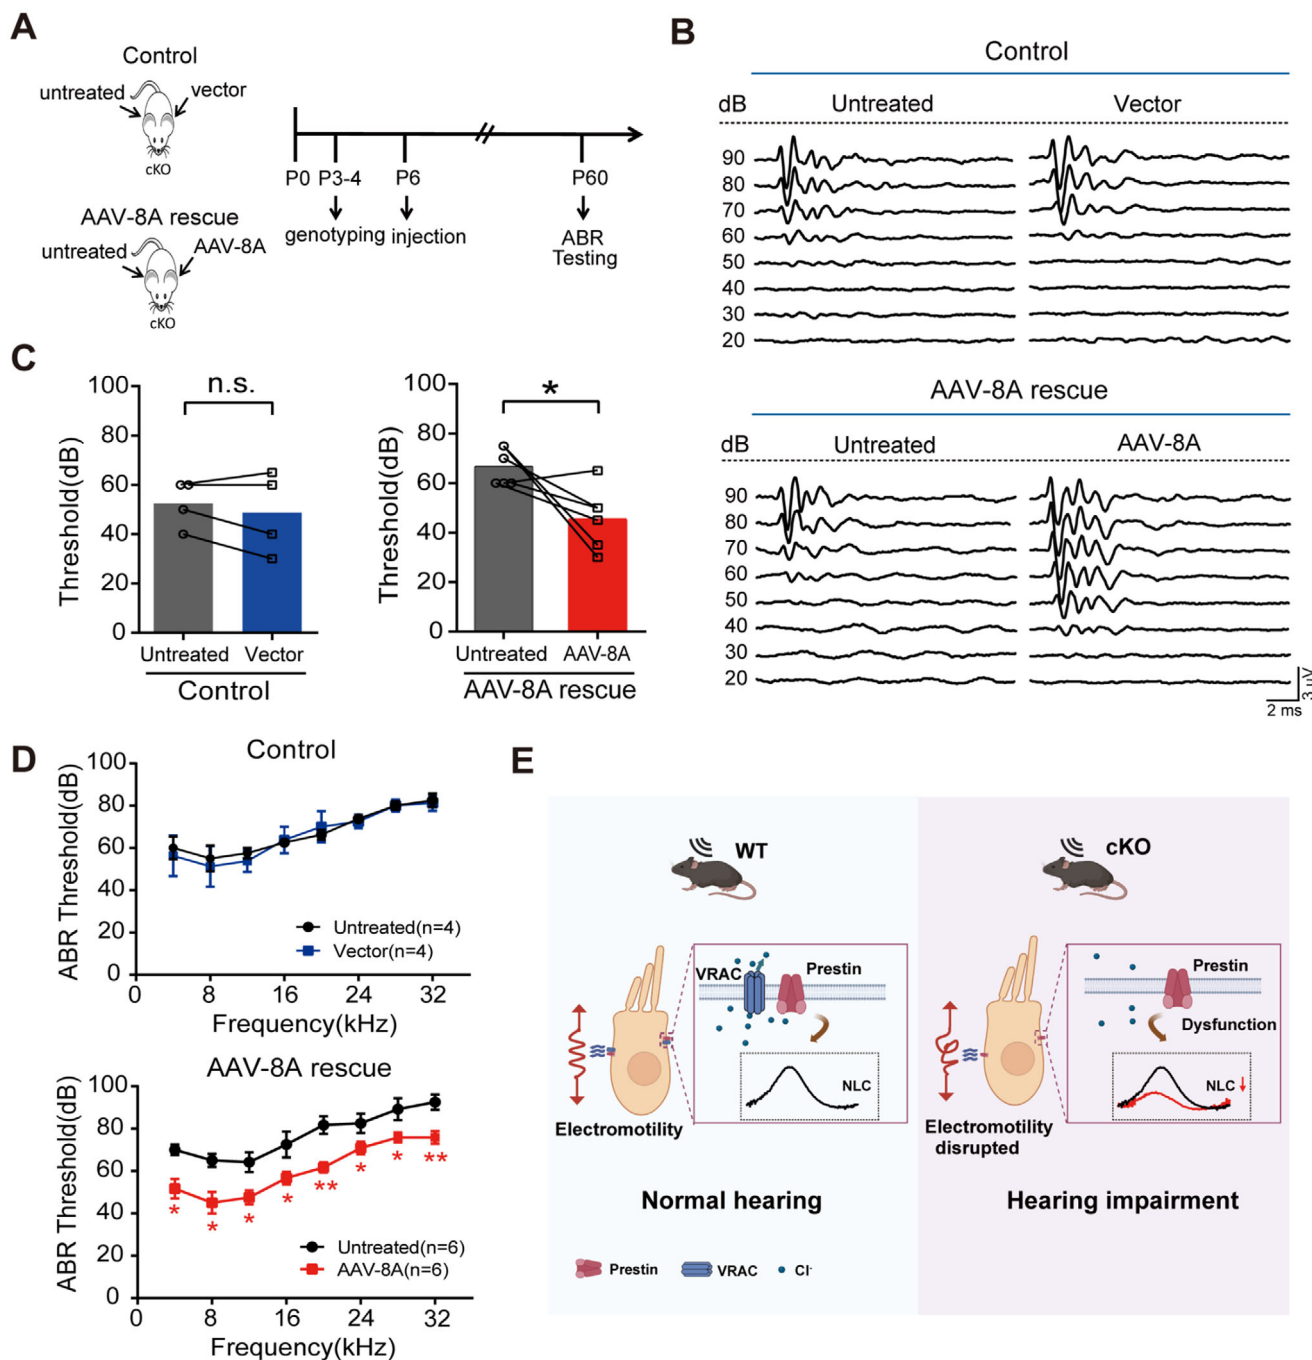 A
Control
untreated
vector
cKO
AAV-8A rescue
untreated
AAV-8A
cKO
P0 P3-4 P6 P60
genotyping injection ABR
Testing
B
Control
dB Untreated Vector
90
80
70
60
50
40
30
20
AAV-8A rescue
dB Untreated AAV-8A
90
80
70
60
50
40
30
20
3 μV
2 ms
C
Threshold(dB)
100
80
60
40
20
0
n.s.
Untreated Vector
Control
Threshold(dB)
100
80
60
40
20
0
*
Untreated AAV-8A
AAV-8A rescue
D
Control
ABR Threshold(dB)
100
80
60
40
20
0
Untreated(n=4)
Vector(n=4)
0 8 16 24 32
Frequency(kHz)
AAV-8A rescue
ABR Threshold(dB)
100
80
60
40
20
0
* * * * ** * * **
Untreated(n=6)
AAV-8A(n=6)
0 8 16 24 32
Frequency(kHz)
E
WT
VRAC
Prestin
NLC
Electromotility
Normal hearing
cKO
Prestin
Dysfunction
NLC
Electromotility
disrupted
Hearing impairment
Prestin VRAC Cl-